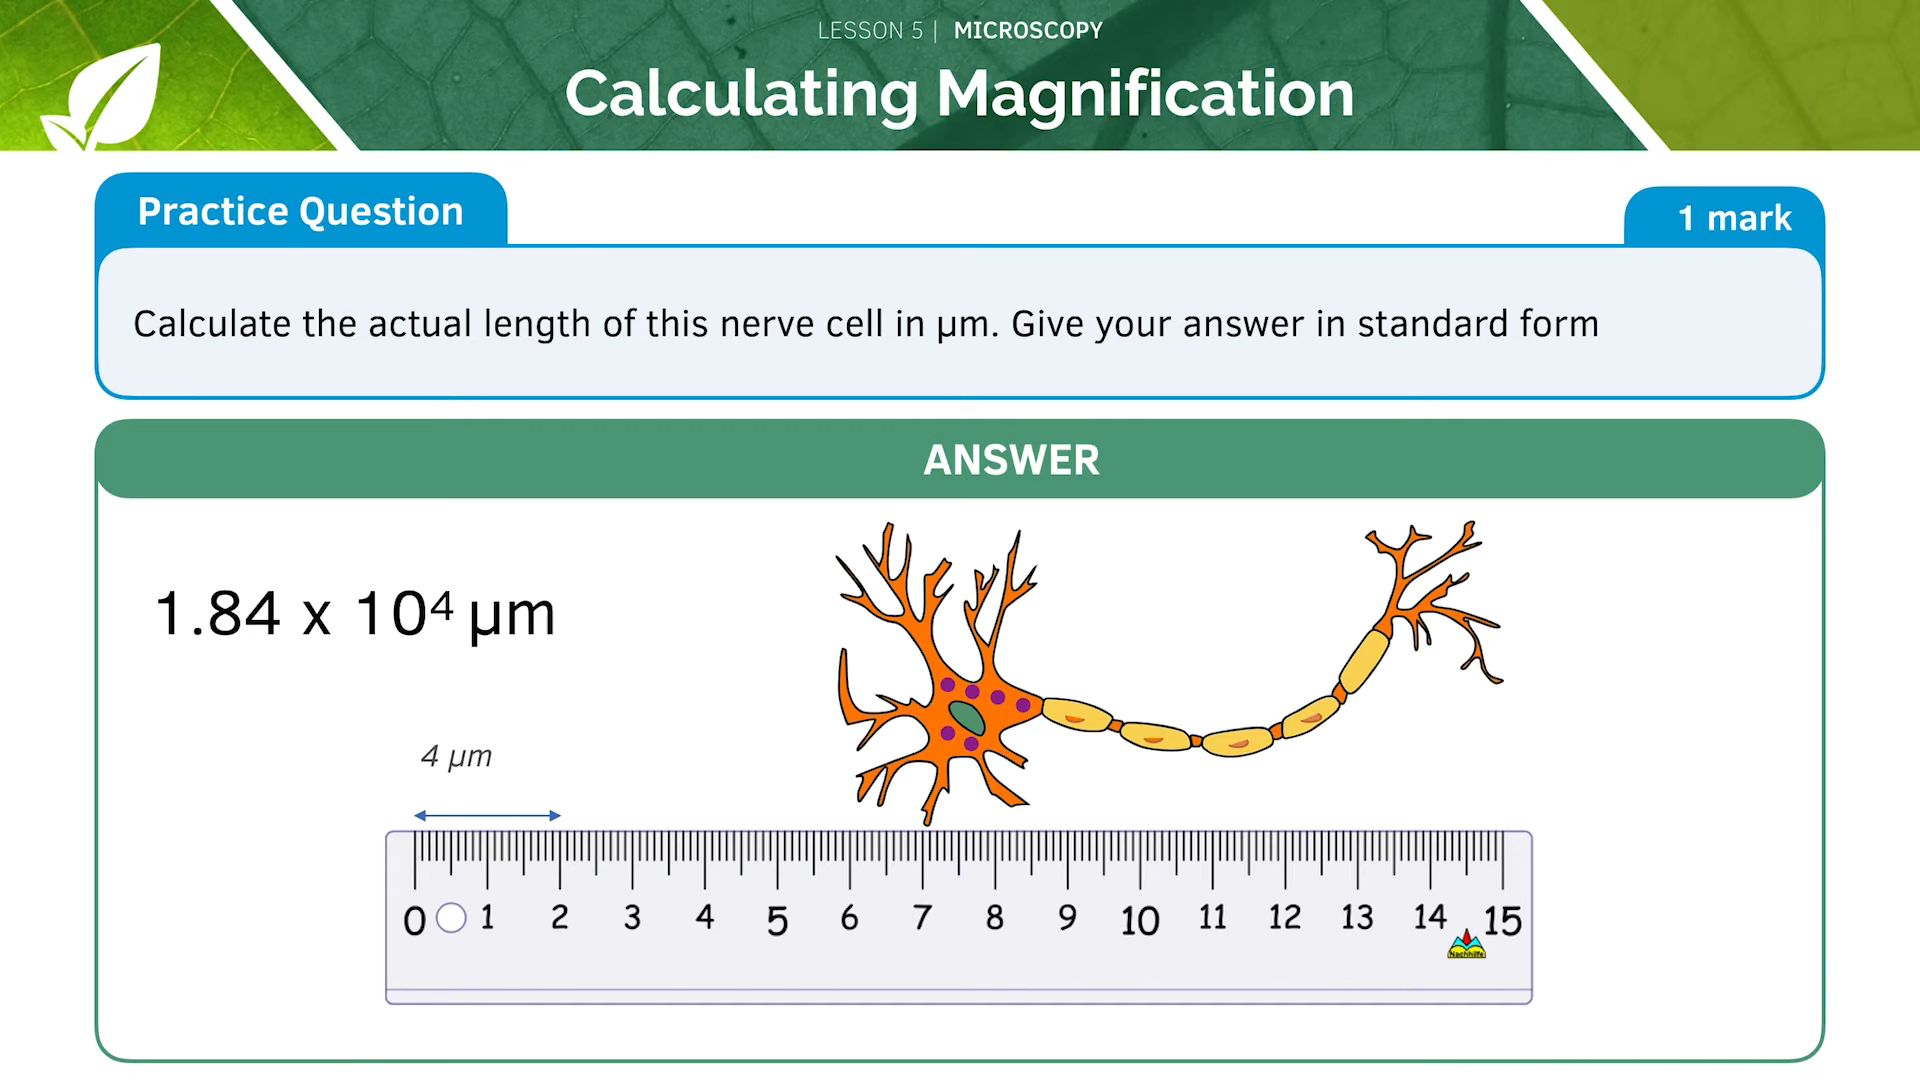 LESSON 5 | MICROSCOPY
Calculating Magnification
Practice Question
1 mark
Calculate the actual length of this nerve cell in µm. Give your answer in standard form
ANSWER
1.84 x 10⁴ µm
4 µm
0 1 2 3 4 5 6 7 8 9 10 11 12 13 14 15
Nachhilfe